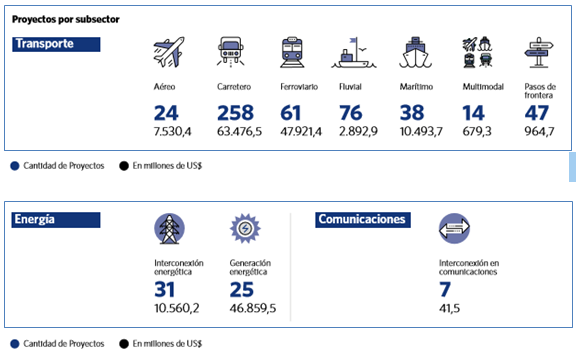 Proyectos por subsector
Transporte
Aéreo
24
7.530,4
Carretero
258
63.476,5
Ferroviario
61
47.921,4
Fluvial
76
2.892,9
Marítimo
38
10.493,7
Multimodal
14
679,3
Pasos de
frontera
47
964,7
Cantidad de Proyectos
En millones de US$
Energía
Interconexión
energética
31
10.560,2
Generación
energética
25
46.859,5
Comunicaciones
Interconexión en
comunicaciones
7
41,5
Cantidad de Proyectos
En millones de US$